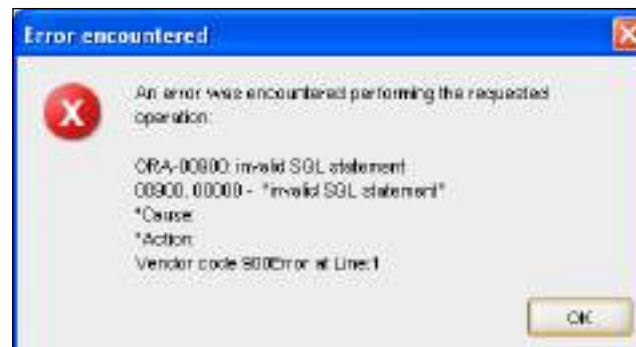 Error encountered
An error was encountered performing the requested
operation:
ORA-00900: invalid SQL statement
00900. 00000 - "invalid SQL statement"
*Cause:
*Action:
Vendor code 900Error at Line:1
OK